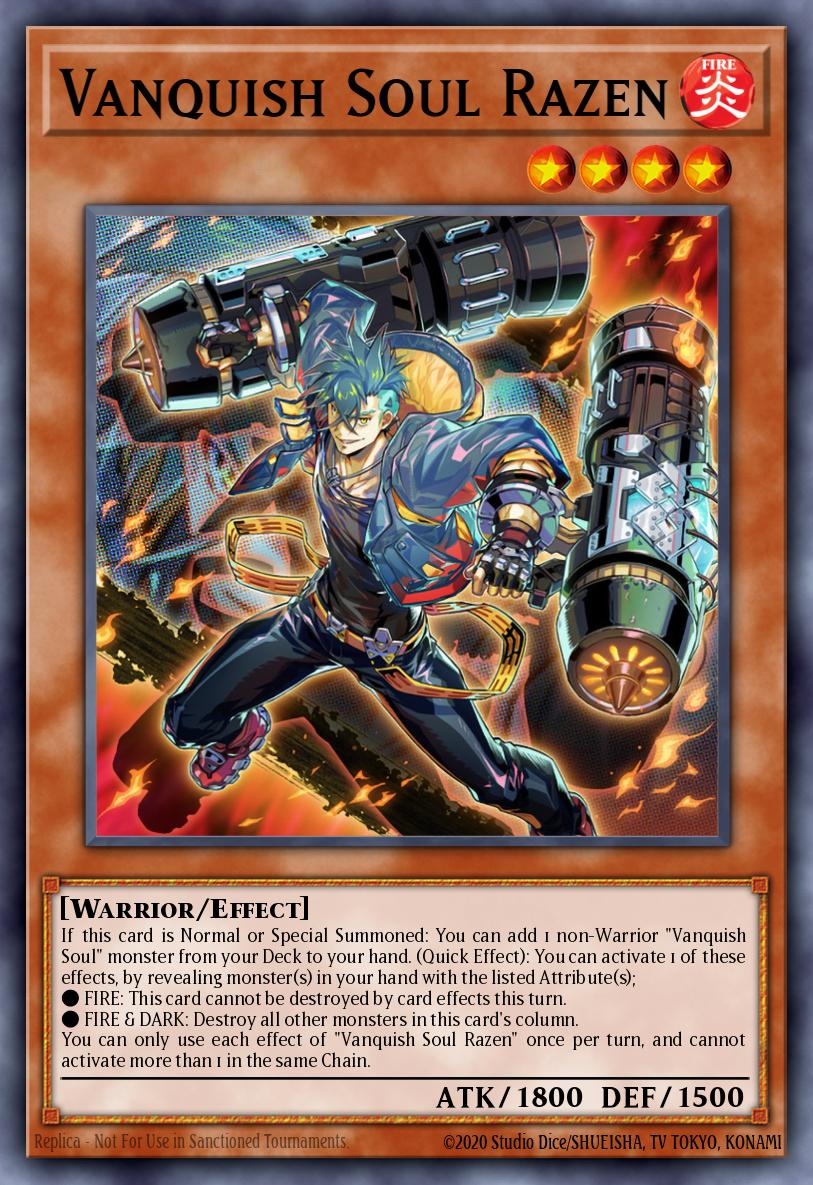 Vanquish Soul Razen
FIRE
炎
[Warrior/Effect]
If this card is Normal or Special Summoned: You can add 1 non-Warrior "Vanquish
Soul" monster from your Deck to your hand. (Quick Effect): You can activate 1 of these
effects, by revealing monster(s) in your hand with the listed Attribute(s);
● FIRE: This card cannot be destroyed by card effects this turn.
● FIRE & DARK: Destroy all other monsters in this card's column.
You can only use each effect of "Vanquish Soul Razen" once per turn, and cannot
activate more than 1 in the same Chain.
ATK/1800 DEF/1500
Replica - Not For Use in Sanctioned Tournaments.
©2020 Studio Dice/SHUEISHA, TV TOKYO, KONAMI